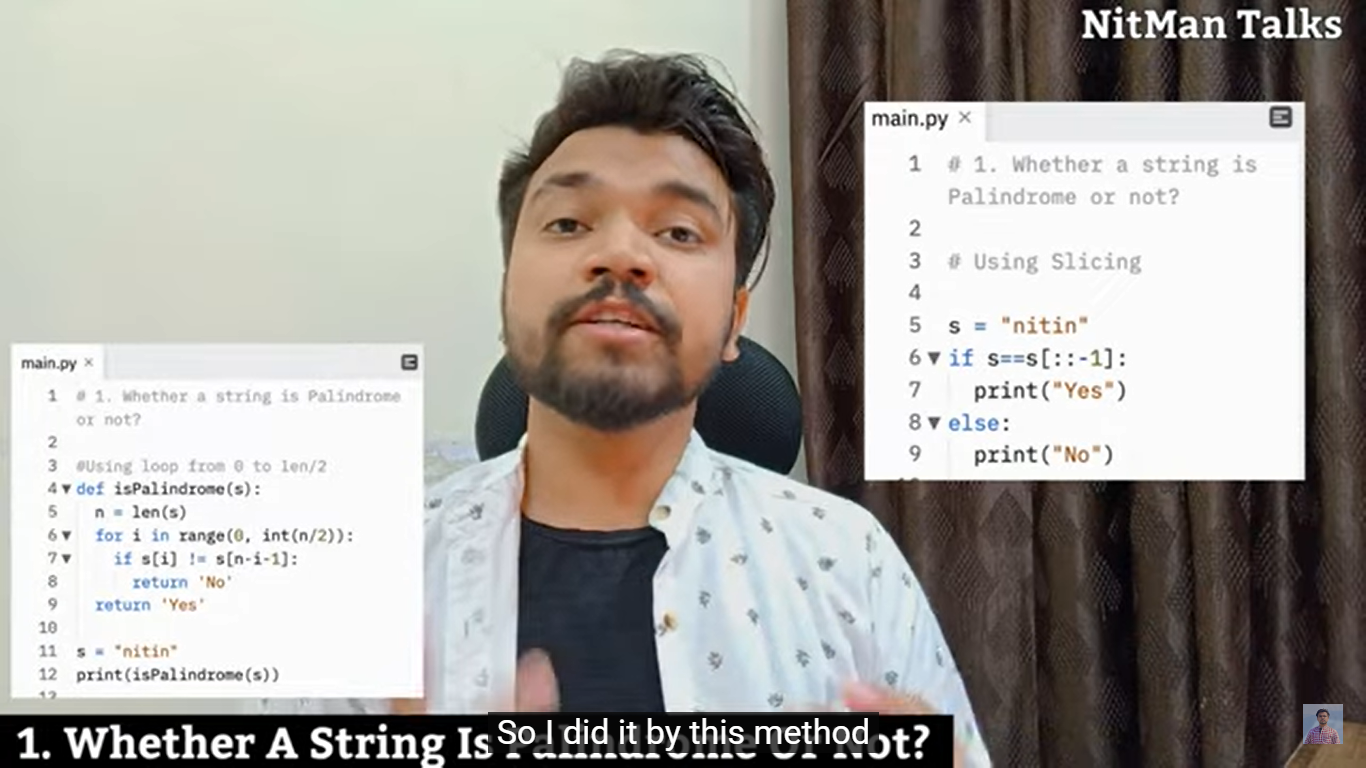 NitMan Talks
main.py ×
1 # 1. Whether a string is
Palindrome or not?
2
3 # Using Slicing
4
5 s = "nitin"
6 ▼ if s==s[::-1]:
7 print("Yes")
8 ▼ else:
9 print("No")
main.py ×
1 # 1. Whether a string is Palindrome
or not?
2
3 #Using loop from 0 to len/2
4 ▼ def isPalindrome(s):
5 n = len(s)
6 ▼ for i in range(0, int(n/2)):
7 ▼ if s[i] != s[n-i-1]:
8 return 'No'
9 return 'Yes'
10
11 s = "nitin"
12 print(isPalindrome(s))
13
1. Whether A String Is Palindrome Or Not?
So I did it by this method